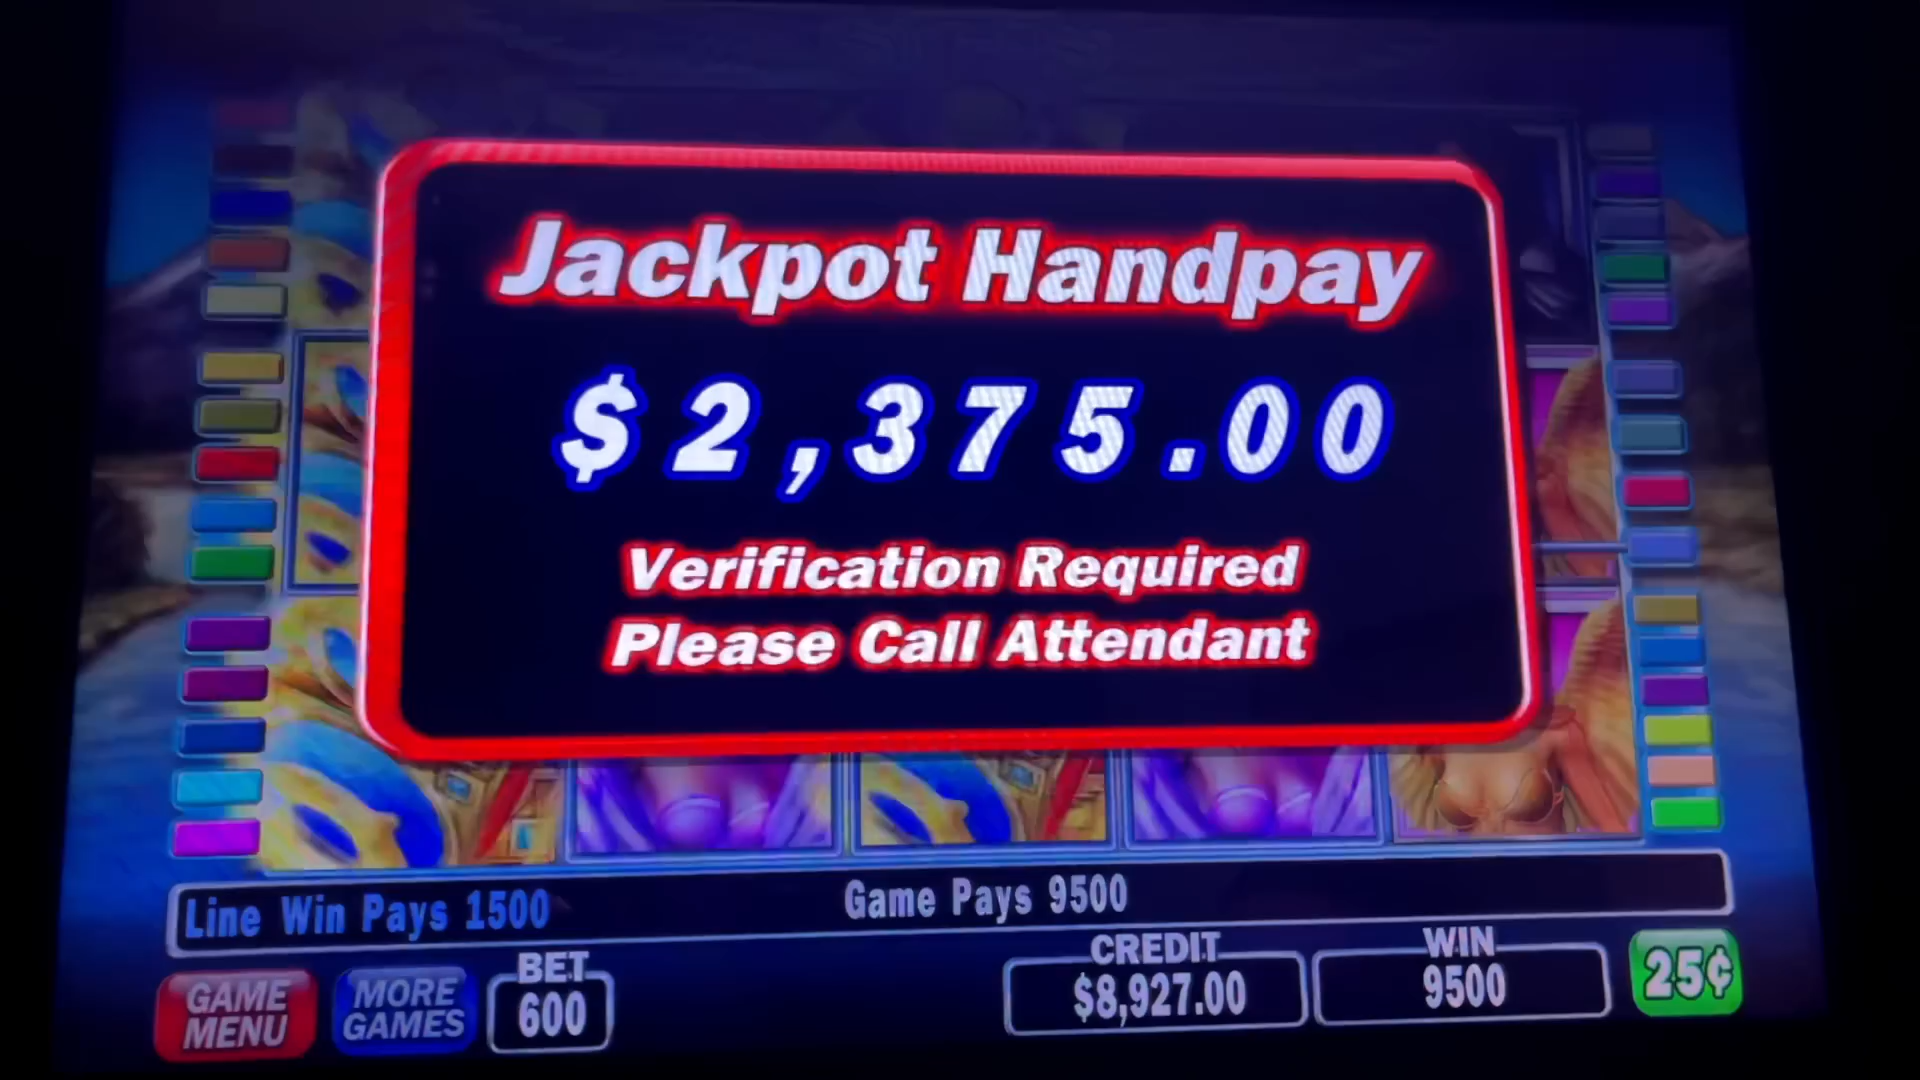 Jackpot Handpay
$2,375.00
Verification Required
Please Call Attendant
Line Win Pays 1500
Game Pays 9500
GAME
MENU
MORE
GAMES
BET
600
CREDIT
$8,927.00
WIN
9500
25¢